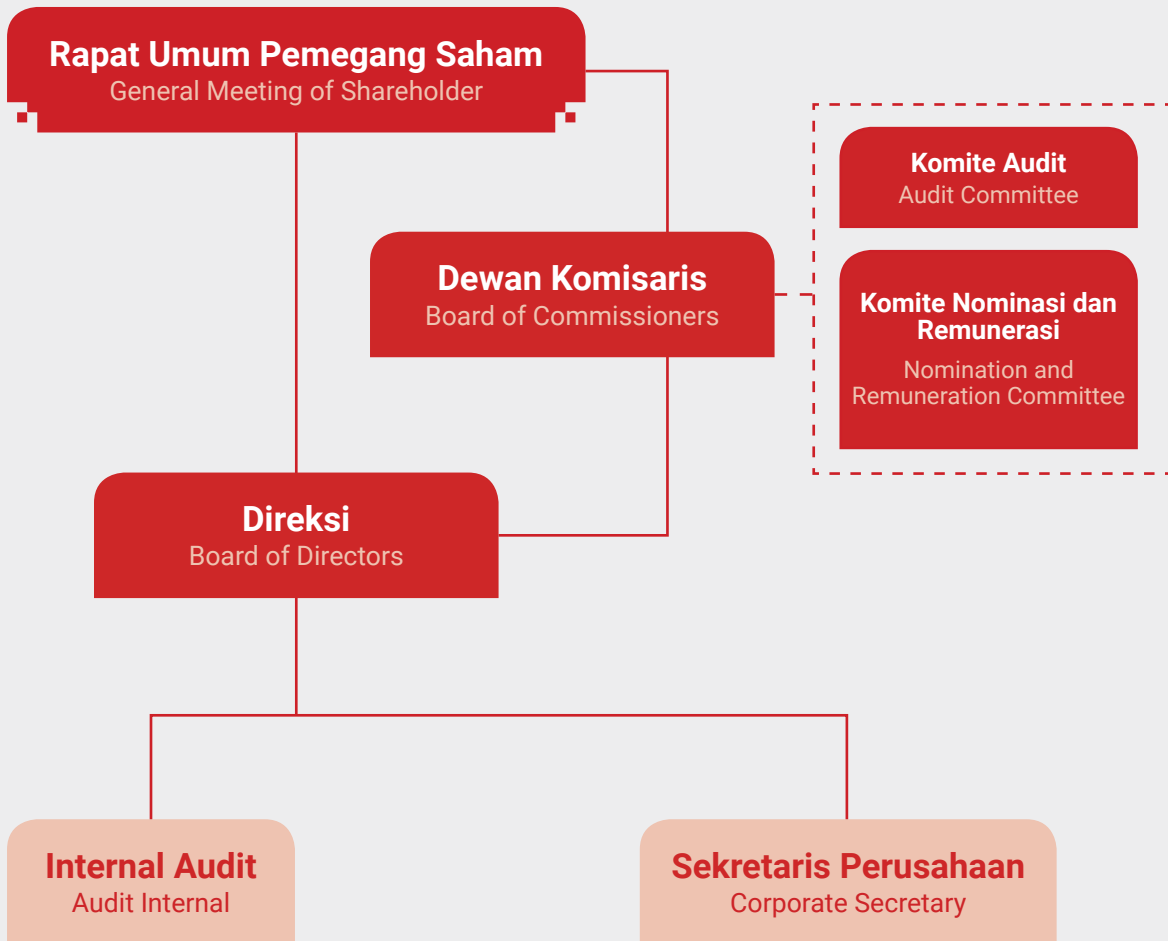 Rapat Umum Pemegang Saham
General Meeting of Shareholder
Komite Audit
Audit Committee
Dewan Komisaris
Board of Commissioners
Komite Nominasi dan
Remunerasi
Nomination and
Remuneration Committee
Direksi
Board of Directors
Internal Audit
Audit Internal
Sekretaris Perusahaan
Corporate Secretary